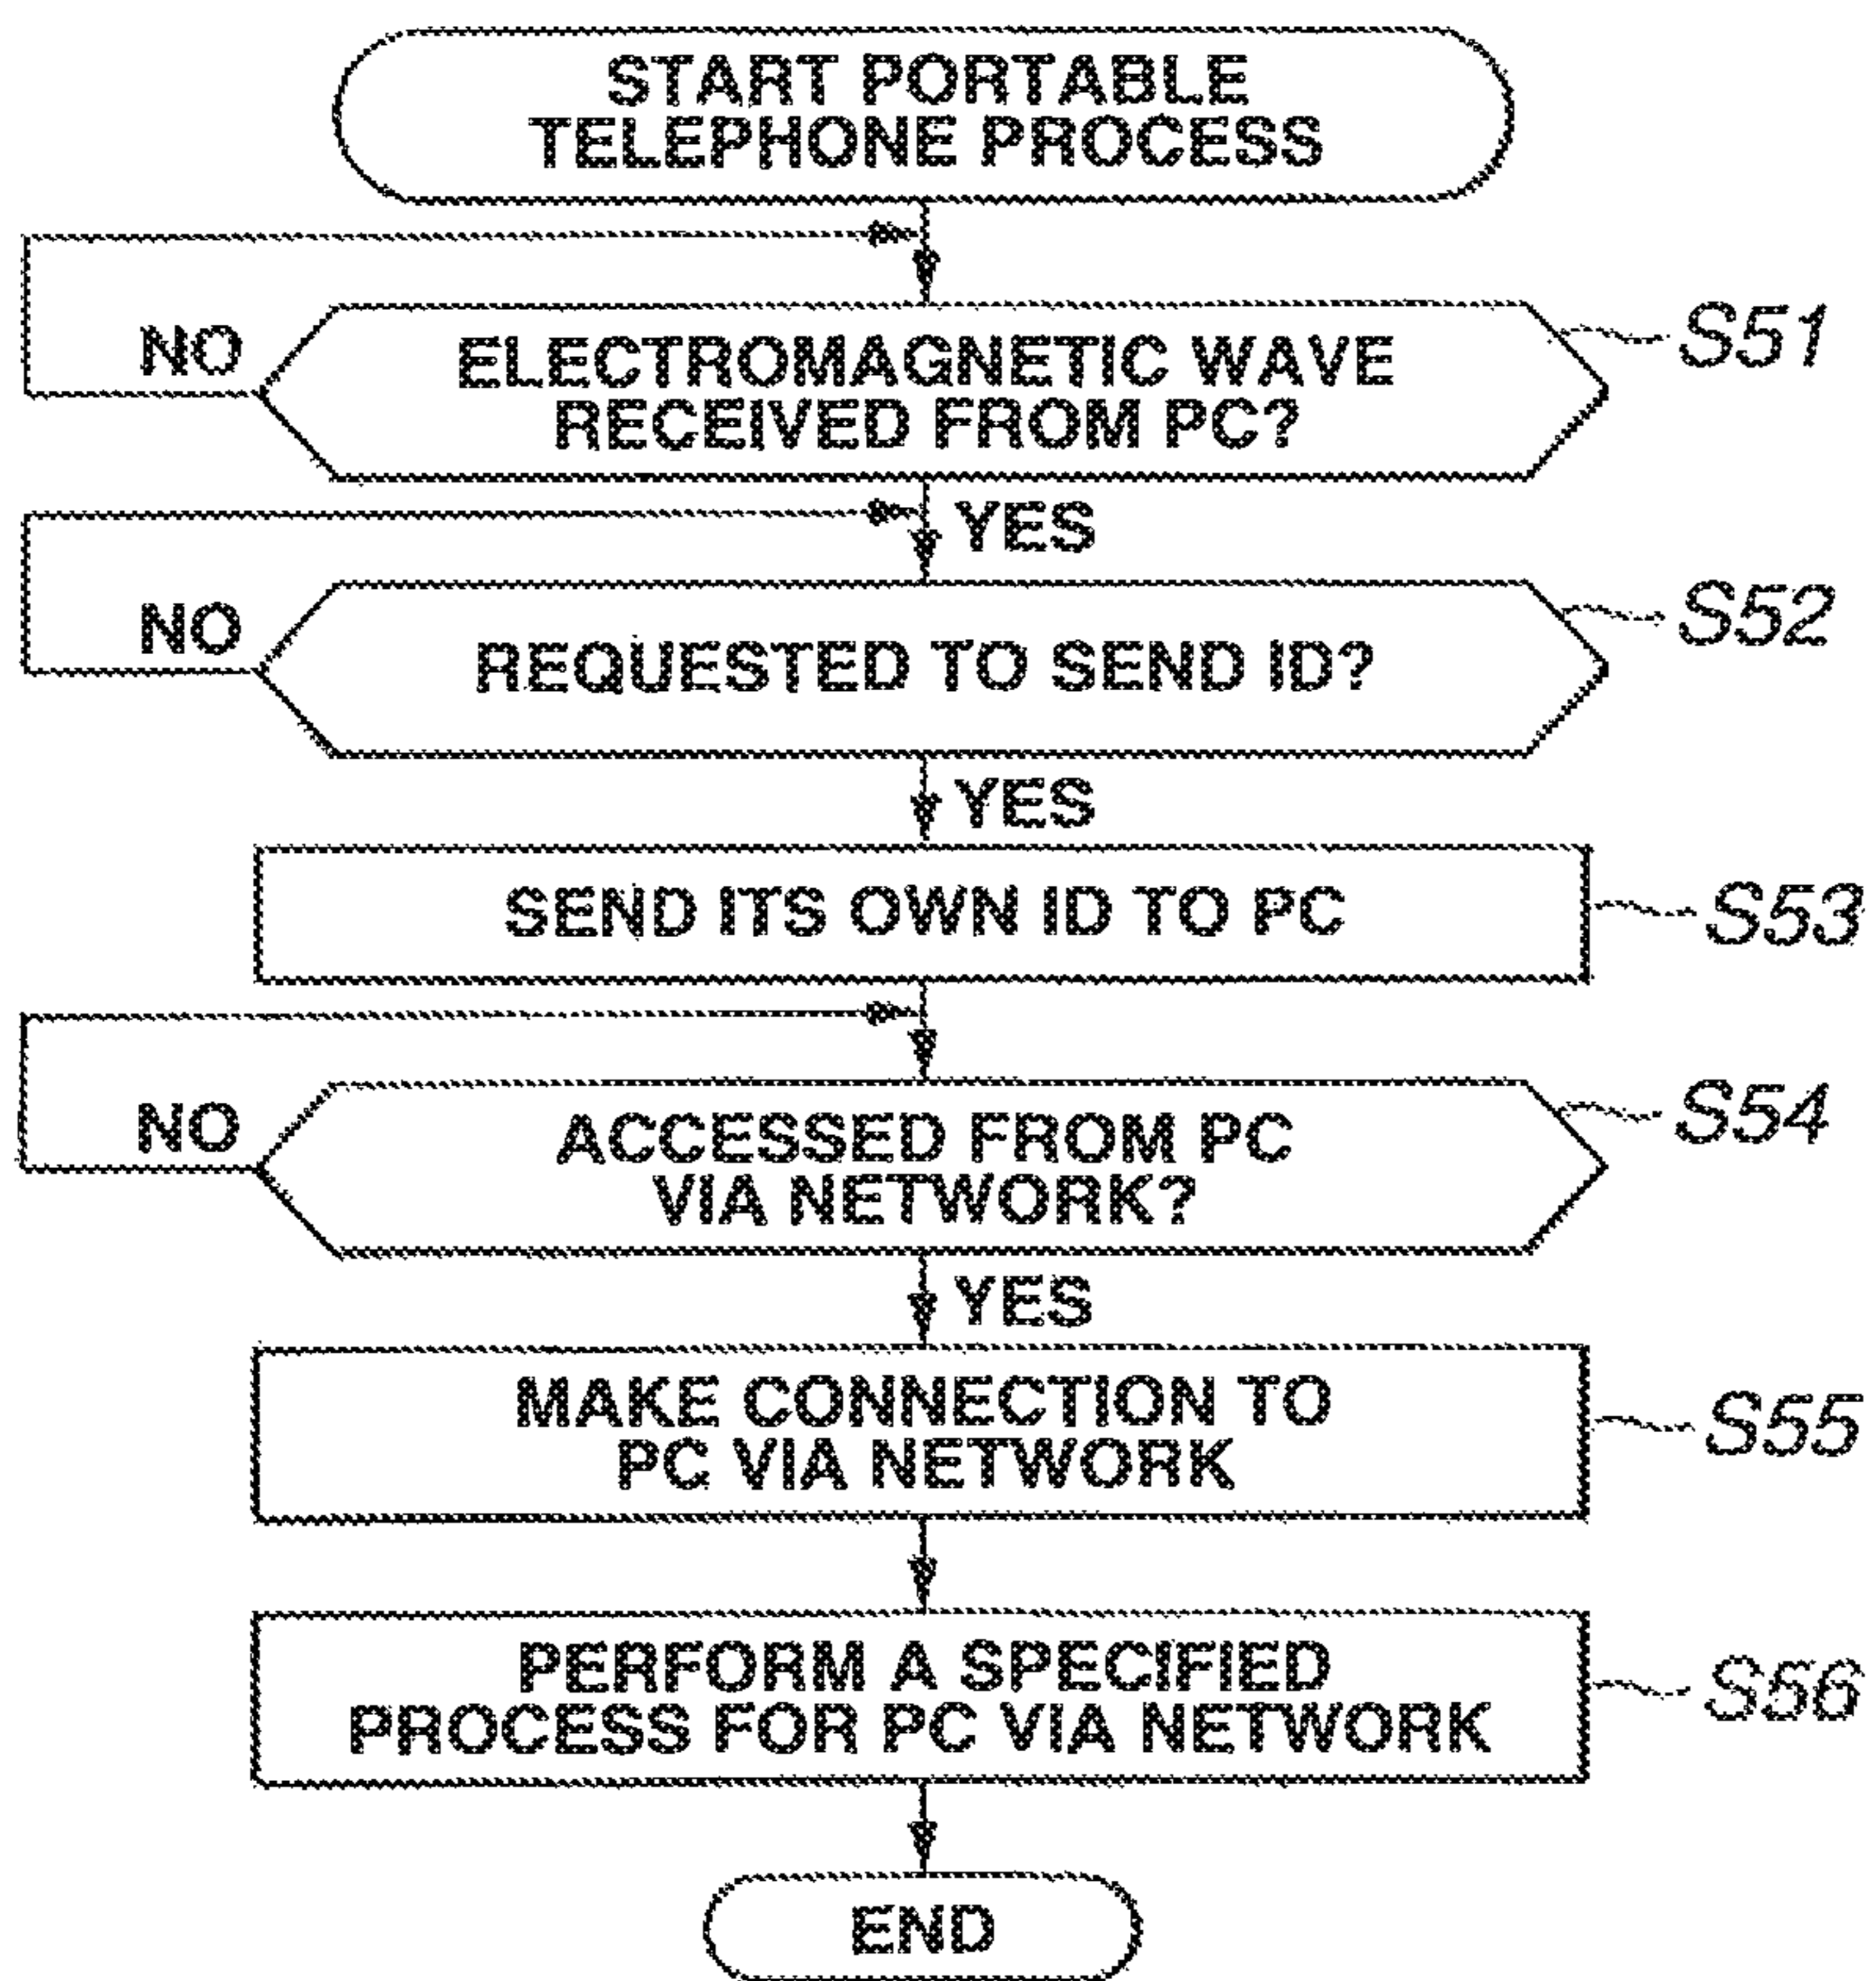 START PORTABLE
TELEPHONE PROCESS
NO
ELECTROMAGNETIC WAVE
RECEIVED FROM PC?
S51
YES
NO
REQUESTED TO SEND ID?
S52
YES
SEND ITS OWN ID TO PC
S53
NO
ACCESSED FROM PC
VIA NETWORK?
S54
YES
MAKE CONNECTION TO
PC VIA NETWORK
S55
PERFORM A SPECIFIED
PROCESS FOR PC VIA NETWORK
S56
END